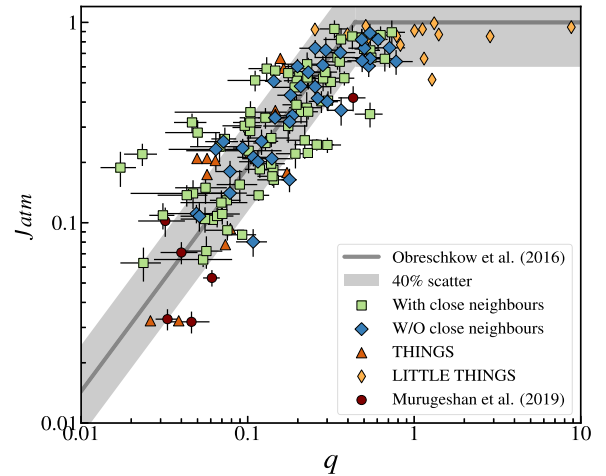 1
0.1
0.01
0.01
0.1
1
10
J atm
q
Obreschkow et al. (2016)
40% scatter
With close neighbours
W/O close neighbours
THINGS
LITTLE THINGS
Murugeshan et al. (2019)